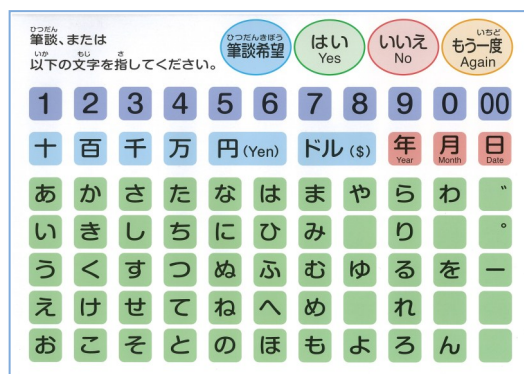 ひつだん
筆談、または
いか もじ さ
以下の文字を指してください。
ひつだんきぼう
筆談希望
はい
Yes
いいえ
No
いちど
もう一度
Again
1 2 3 4 5 6 7 8 9 0 00
十 百 千 万 円(Yen) ドル($) 年 月 日
Year Month Date
あ か さ た な は ま や ら わ ゛
い き し ち に ひ み り ゜
う く す つ ぬ ふ む ゆ る を ー
え け せ て ね へ め れ
お こ そ と の ほ も よ ろ ん